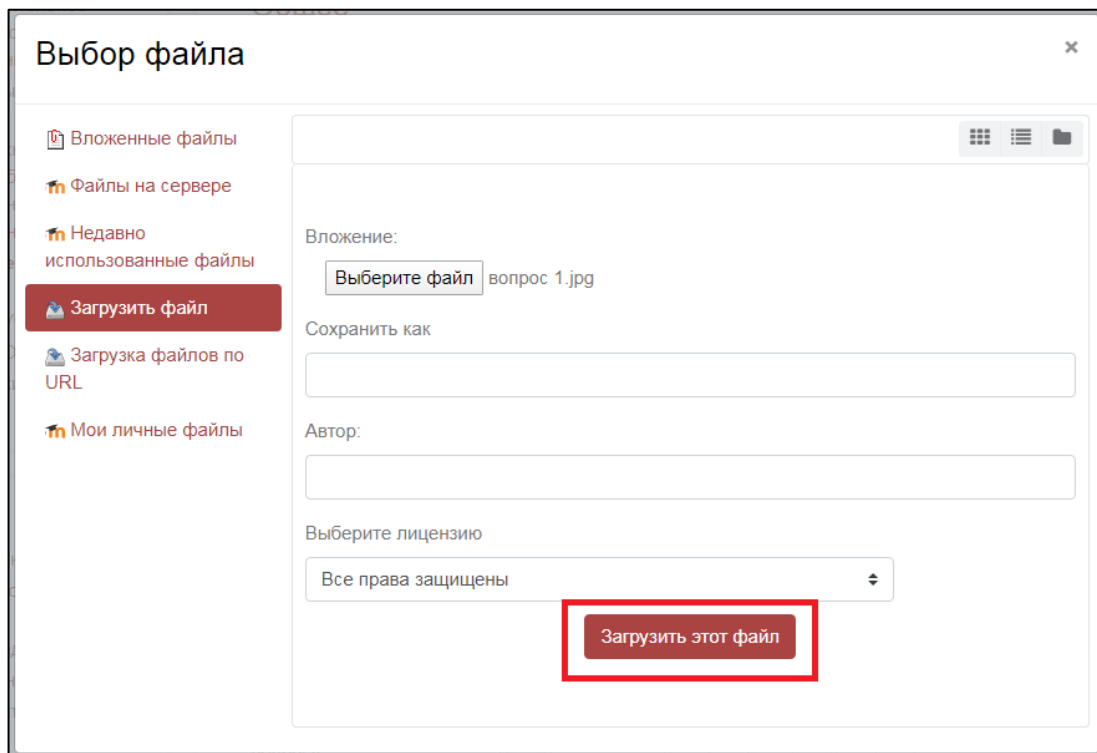 Выбор файла
×
Вложенные файлы
Файлы на сервере
Недавно
использованные файлы
Загрузить файл
Загрузка файлов по
URL
Мои личные файлы
Вложение:
Выберите файл вопрос 1.jpg
Сохранить как
Автор:
Выберите лицензию
Все права защищены
Загрузить этот файл